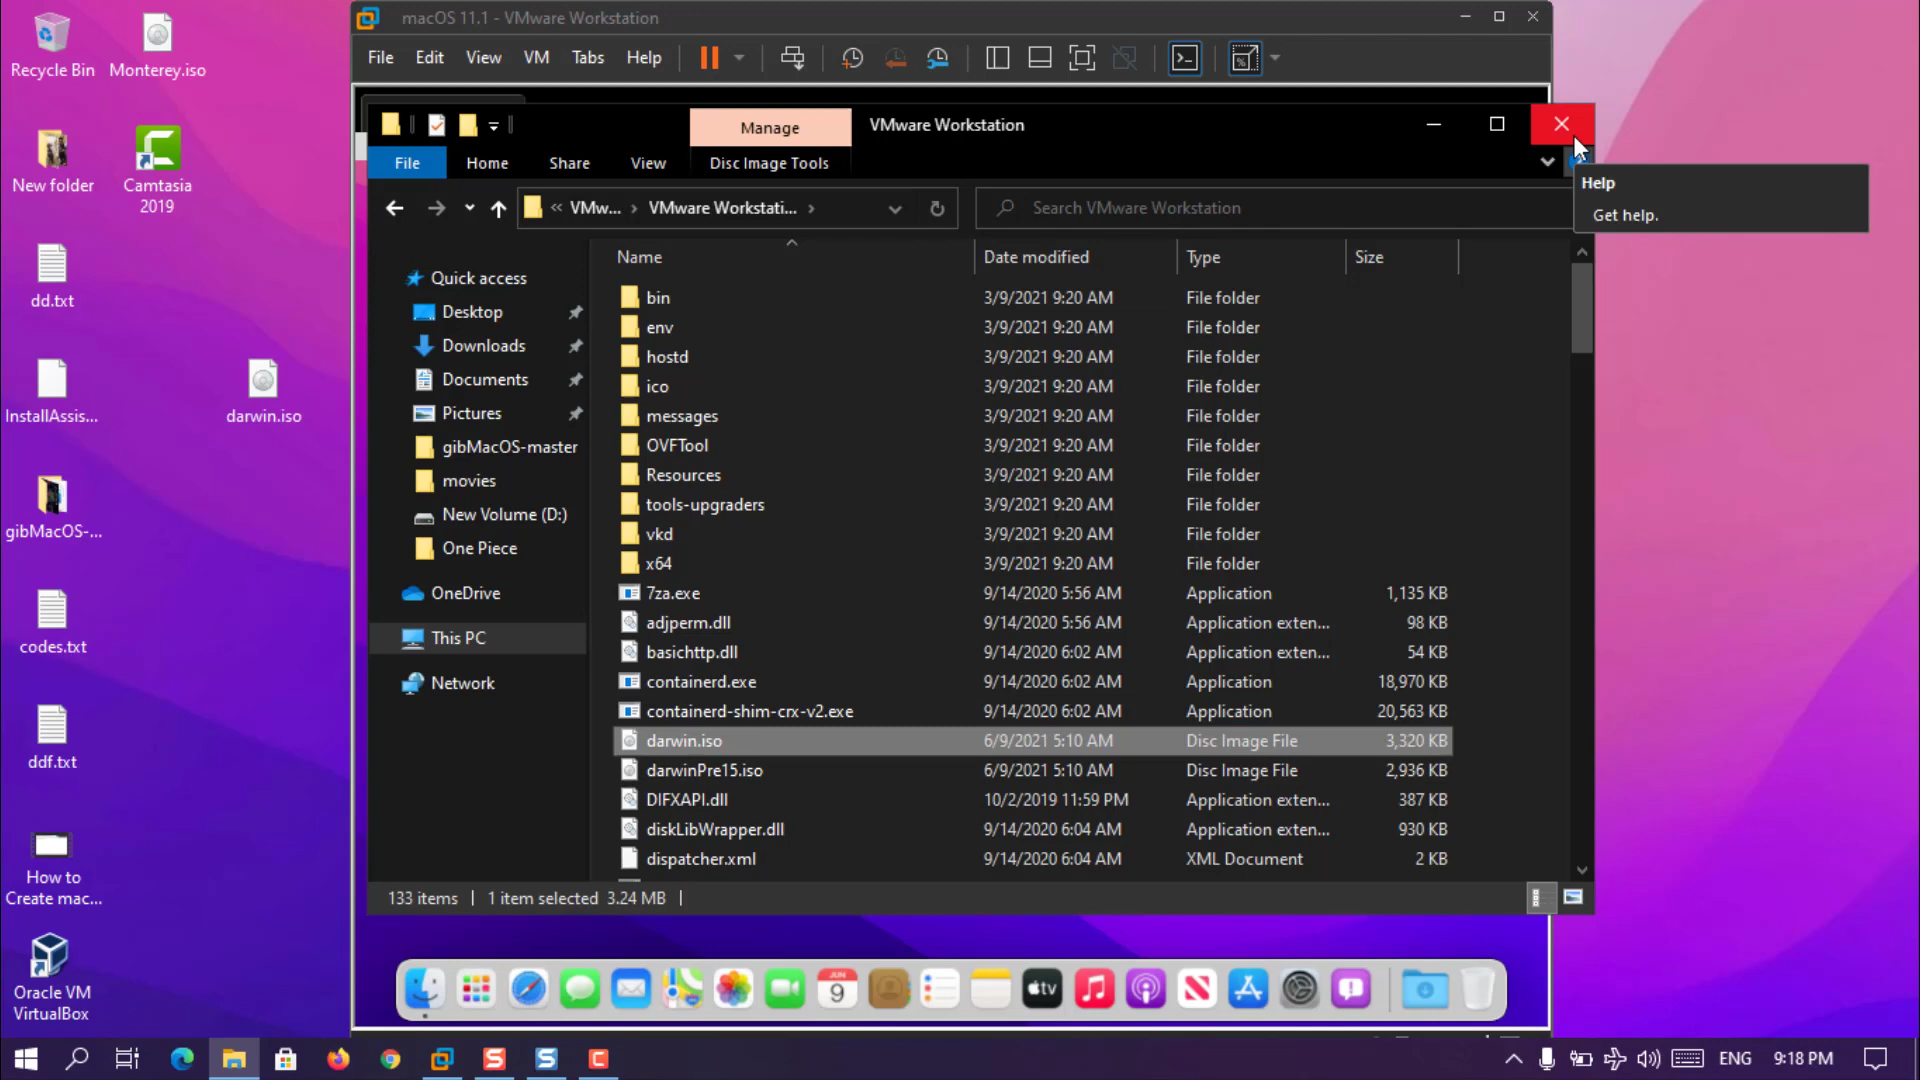 Recycle Bin
Monterey.iso
New folder
Camtasia
2019
dd.txt
InstallAssis...
darwin.iso
gibMacOS-...
codes.txt
ddf.txt
How to
Create mac...
Oracle VM
VirtualBox
macOS 11.1 - VMware Workstation
File Edit View VM Tabs Help
Manage
VMware Workstation
File Home Share View Disc Image Tools
Help
Get help.
« VMw... › VMware Workstati... ›
Search VMware Workstation
Name Date modified Type Size
Quick access
Desktop
Downloads
Documents
Pictures
gibMacOS-master
movies
New Volume (D:)
One Piece
OneDrive
This PC
Network
bin 3/9/2021 9:20 AM File folder
env 3/9/2021 9:20 AM File folder
hostd 3/9/2021 9:20 AM File folder
ico 3/9/2021 9:20 AM File folder
messages 3/9/2021 9:20 AM File folder
OVFTool 3/9/2021 9:20 AM File folder
Resources 3/9/2021 9:20 AM File folder
tools-upgraders 3/9/2021 9:20 AM File folder
vkd 3/9/2021 9:20 AM File folder
x64 3/9/2021 9:20 AM File folder
7za.exe 9/14/2020 5:56 AM Application 1,135 KB
adjperm.dll 9/14/2020 5:56 AM Application exten... 98 KB
basichttp.dll 9/14/2020 6:02 AM Application exten... 54 KB
containerd.exe 9/14/2020 6:02 AM Application 18,970 KB
containerd-shim-crx-v2.exe 9/14/2020 6:02 AM Application 20,563 KB
darwin.iso 6/9/2021 5:10 AM Disc Image File 3,320 KB
darwinPre15.iso 6/9/2021 5:10 AM Disc Image File 2,936 KB
DIFXAPI.dll 10/2/2019 11:59 PM Application exten... 387 KB
diskLibWrapper.dll 9/14/2020 6:04 AM Application exten... 930 KB
dispatcher.xml 9/14/2020 6:04 AM XML Document 2 KB
133 items 1 item selected 3.24 MB
JUN
9
tv
ENG 9:18 PM